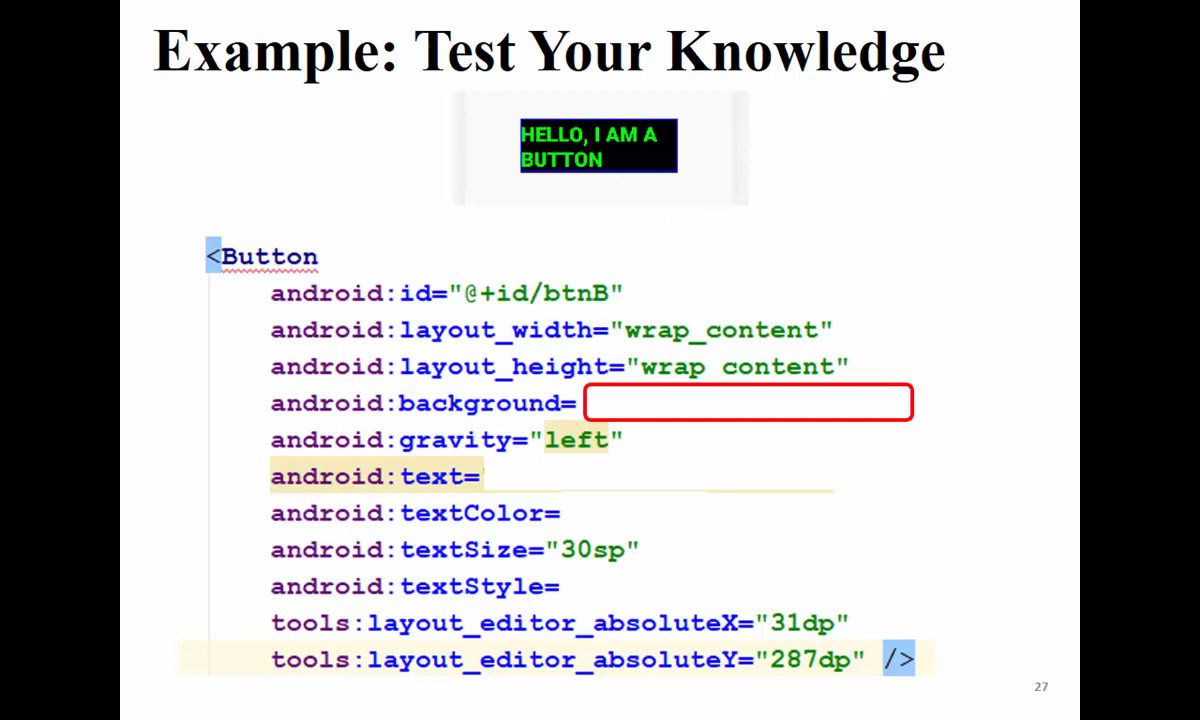 Example: Test Your Knowledge
HELLO, I AM A
BUTTON
<Button
android:id="@+id/btnB"
android:layout_width="wrap_content"
android:layout_height="wrap content"
android:background=
android:gravity="left"
android:text=
android:textColor=
android:textSize="30sp"
android:textStyle=
tools:layout_editor_absoluteX="31dp"
tools:layout_editor_absoluteY="287dp" />
27